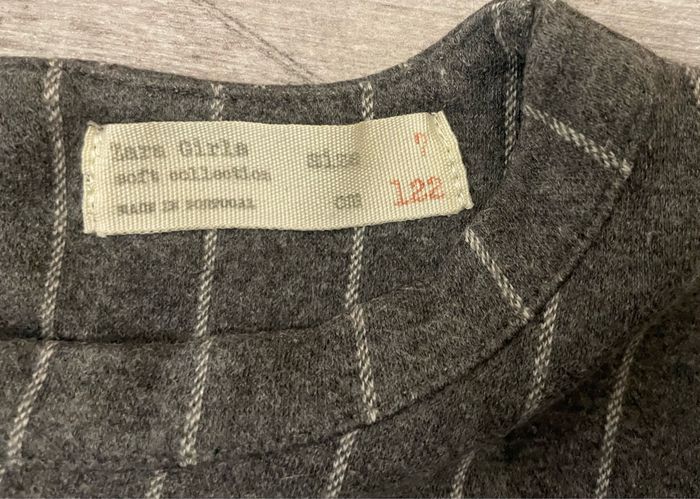 Zara Girls size 7
soft collection
MADE IN PORTUGAL cm 122